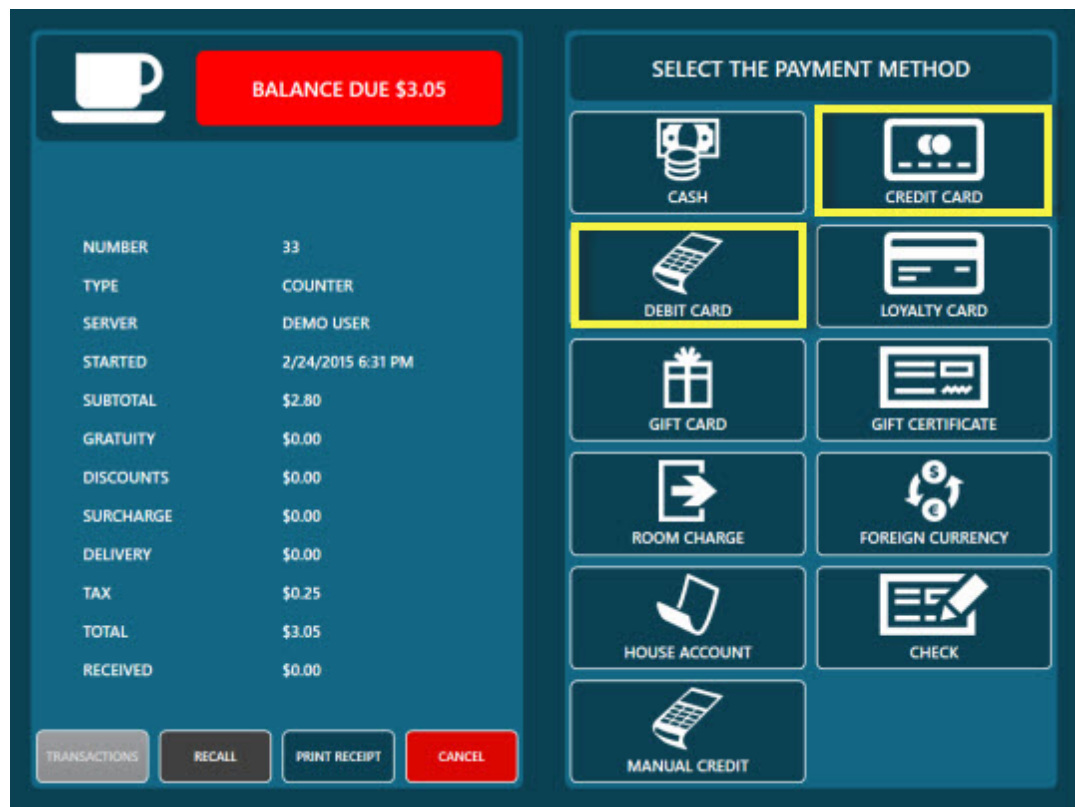 BALANCE DUE $3.05
NUMBER 33
TYPE COUNTER
SERVER DEMO USER
STARTED 2/24/2015 6:31 PM
SUBTOTAL $2.80
GRATUITY $0.00
DISCOUNTS $0.00
SURCHARGE $0.00
DELIVERY $0.00
TAX $0.25
TOTAL $3.05
RECEIVED $0.00
TRANSACTIONS RECALL PRINT RECEIPT CANCEL
SELECT THE PAYMENT METHOD
CASH CREDIT CARD
DEBIT CARD LOYALTY CARD
GIFT CARD GIFT CERTIFICATE
$
€
ROOM CHARGE FOREIGN CURRENCY
HOUSE ACCOUNT CHECK
MANUAL CREDIT